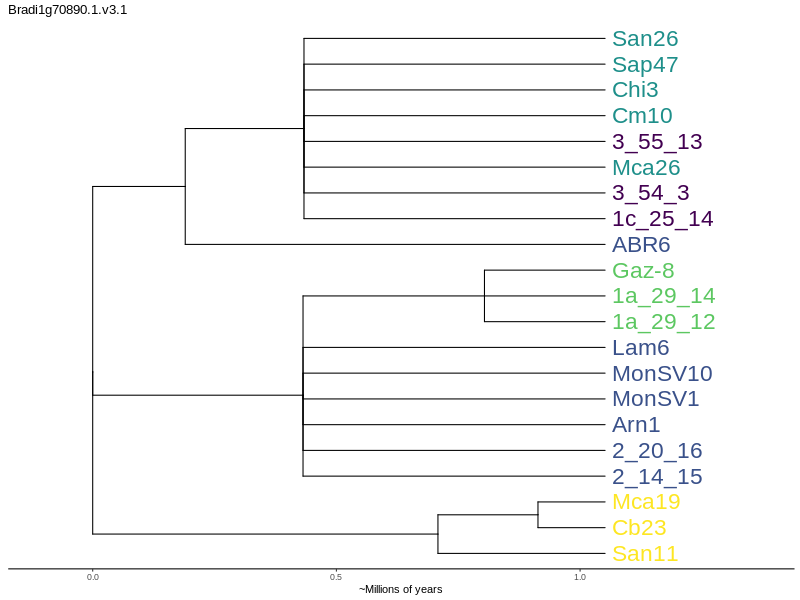 Bradi1g70890.1.v3.1
San26
Sap47
Chi3
Cm10
3_55_13
Mca26
3_54_3
1c_25_14
ABR6
Gaz-8
1a_29_14
1a_29_12
Lam6
MonSV10
MonSV1
Arn1
2_20_16
2_14_15
Mca19
Cb23
San11
0.0 0.5 1.0
~Millions of years